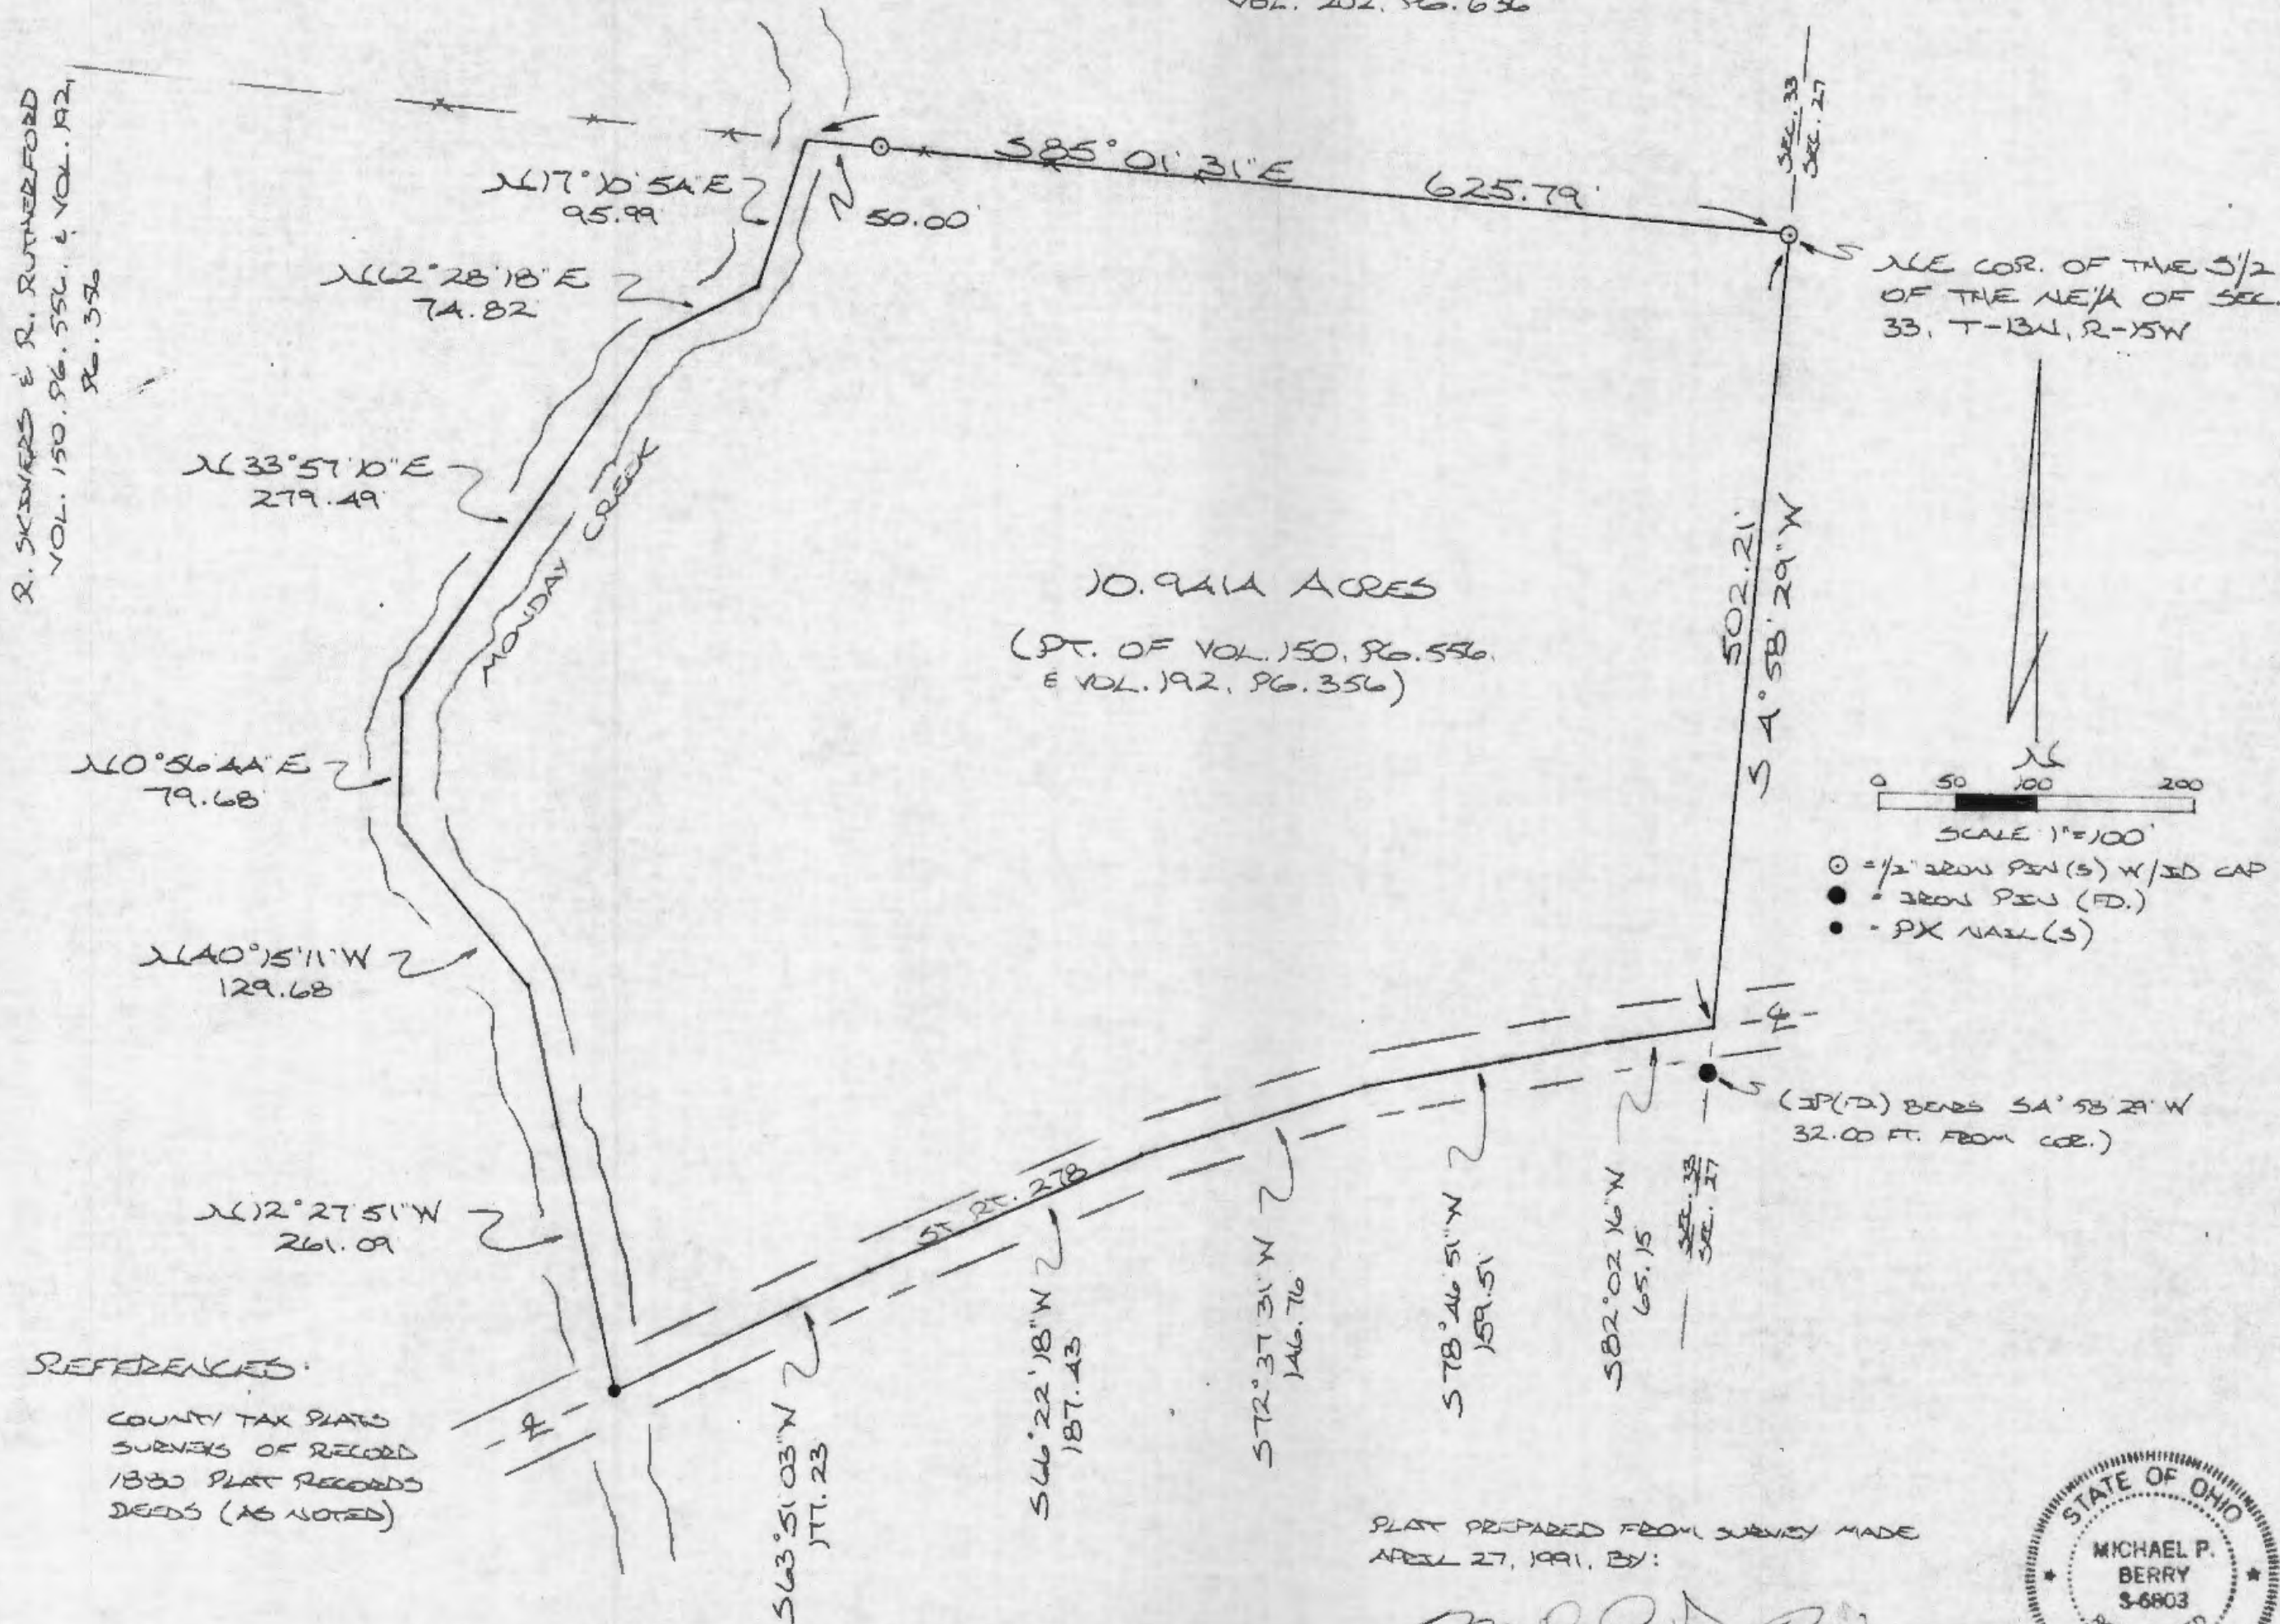 VOL. 202, PG. 636
R. SKIVERS & R. RUTHERFORD
VOL. 150, PG. 556, & VOL. 192,
PG. 356
SEC. 33
SEC. 27
S85°01'31"E 625.79'
50.00'
N17°10'54"E
95.99
N62°28'18"E
74.82
NE COR. OF THE S1/2
OF THE NE1/4 OF SEC.
33, T-13N, R-15W
N33°57'10"E
279.49
MONDAY CREEK
502.21'
S4°58'29"W
10.9414 ACRES
(PT. OF VOL. 150, PG. 556,
& VOL. 192, PG. 356)
N0°56'44"E
79.68
N
0 50 100 200
SCALE 1"=100'
= 1/2" IRON PIN(S) W/ID CAP
= IRON PIN (FD.)
= PK NAIL(S)
N40°15'11"W
129.68
(IP(FD.) BEARS S4°58'29"W
32.00 FT. FROM COR.)
N12°27'51"W
261.09
ST. RT. 278
S63°51'03"W
177.23
S66°22'18"W
187.43
S72°37'31"W
146.76
S78°46'51"W
159.51
S82°02'16"W
65.15
SEC. 33
SEC. 27
REFERENCES:
COUNTY TAX PLATS
SURVEYS OF RECORD
1880 PLAT RECORDS
DEEDS (AS NOTED)
PLAT PREPARED FROM SURVEY MADE
APRIL 27, 1991, BY:
STATE OF OHIO
MICHAEL P.
BERRY
S-6803